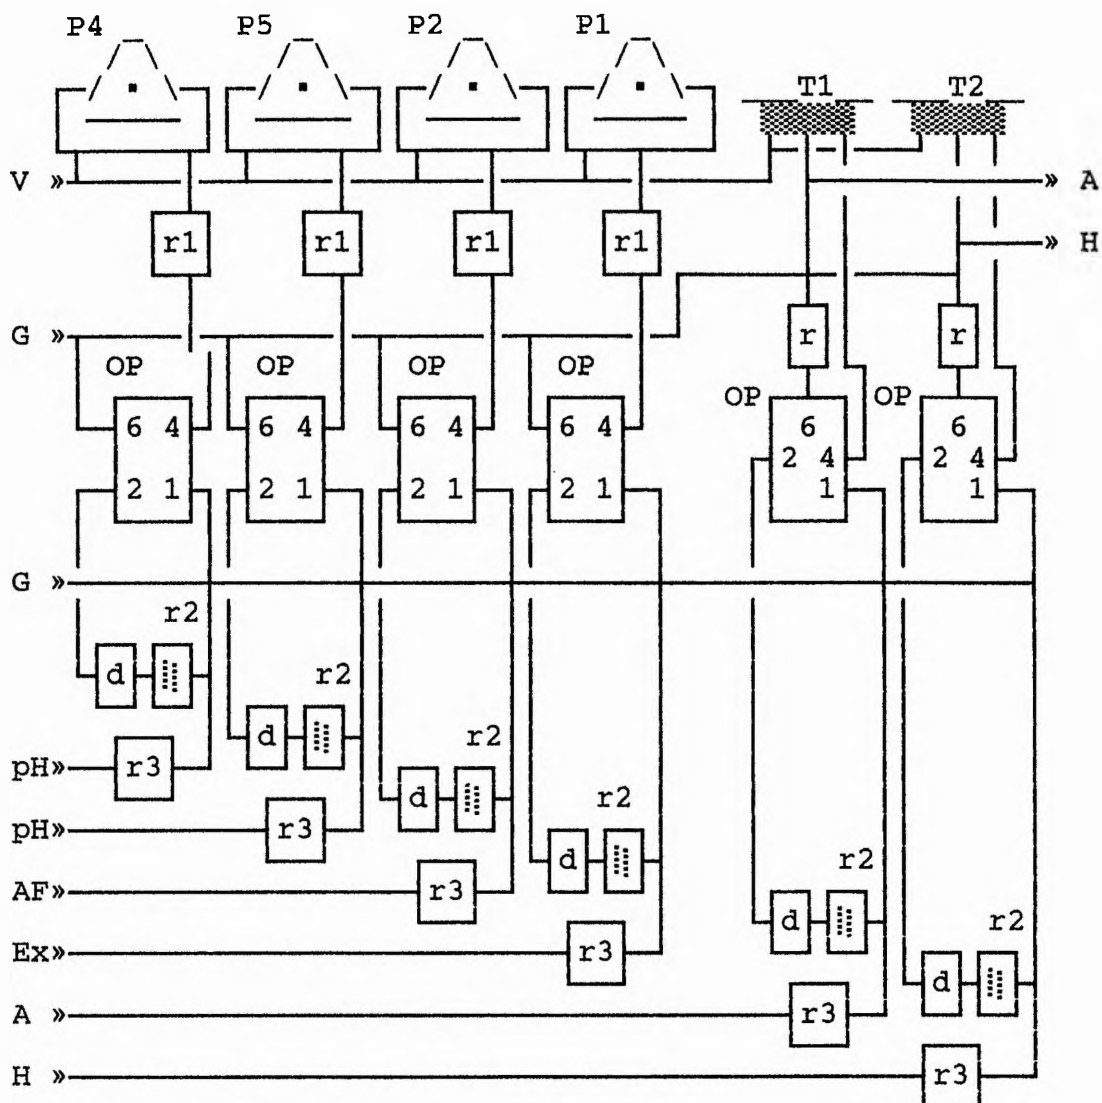 P4 P5 P2 P1 T1 T2
V » » A
r1 r1 r1 r1 » H
G » r r
OP OP OP OP
OP OP
6 4 6 4 6 4 6 4 6 6
2 4 2 4
2 1 2 1 2 1 2 1 1 1
G »
r2
d r2
d r2
pH» r3 d r2
pH» r3 d r2
AF» r3 d r2
Ex» r3 d
A » r3
H » r3